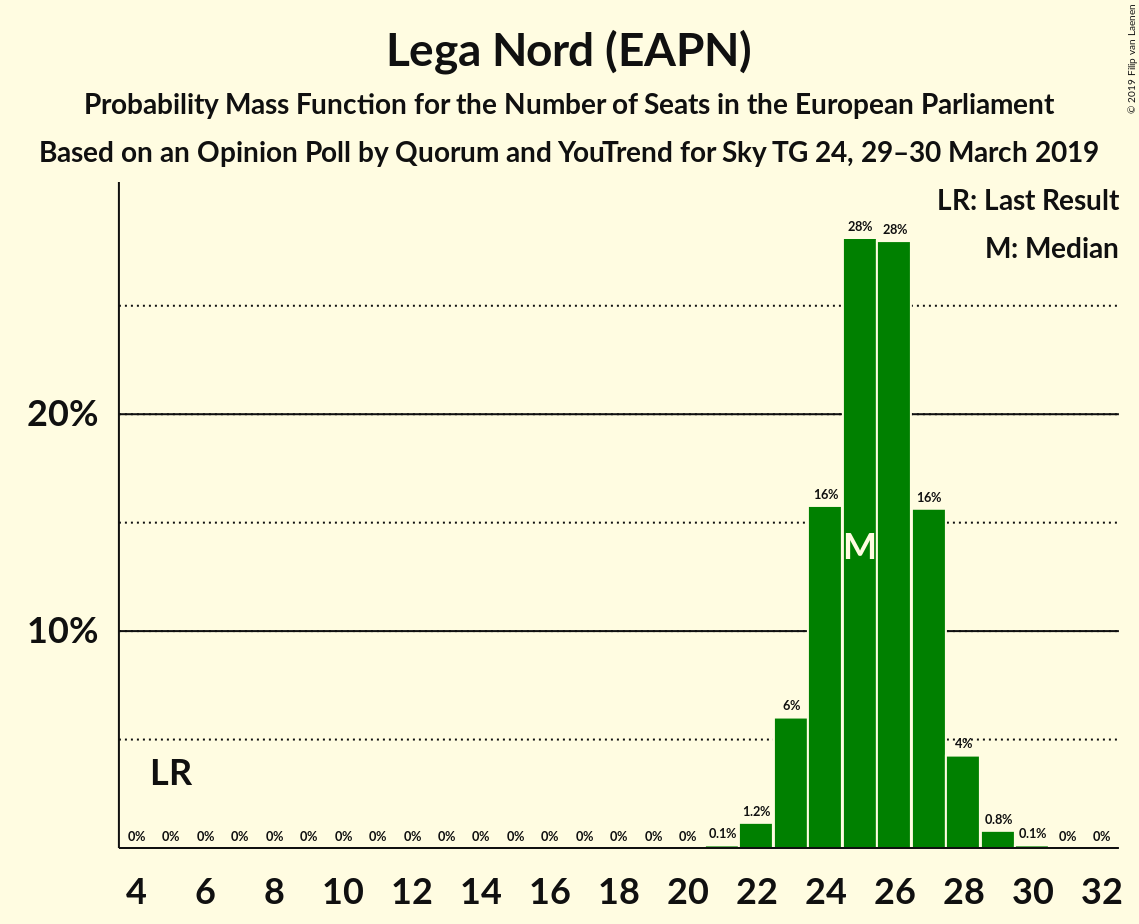 Lega Nord (EAPN)
Probability Mass Function for the Number of Seats in the European Parliament
Based on an Opinion Poll by Quorum and YouTrend for Sky TG 24, 29–30 March 2019
© 2019 Filip van Laenen
LR: Last Result
M: Median
28% 28%
20%
16% 16%
M
10%
6%
4%
LR
1.2%
0.8%
0% 0% 0% 0% 0% 0% 0% 0% 0% 0% 0% 0% 0% 0% 0% 0% 0% 0.1% 0.1% 0% 0%
4 6 8 10 12 14 16 18 20 22 24 26 28 30 32